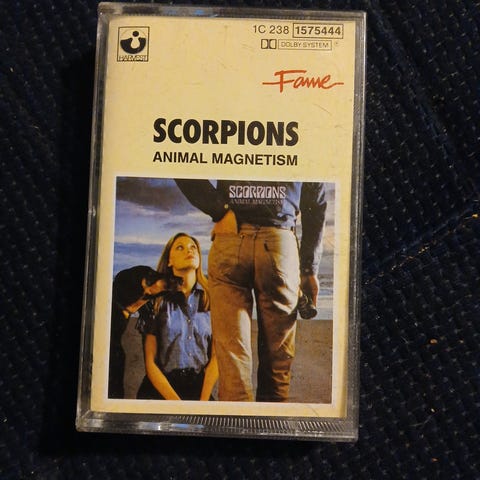 1C 238 1575444
HARVEST
DOLBY SYSTEM
Fame
SCORPIONS
ANIMAL MAGNETISM
SCORPIONS
ANIMAL MAGNETISM